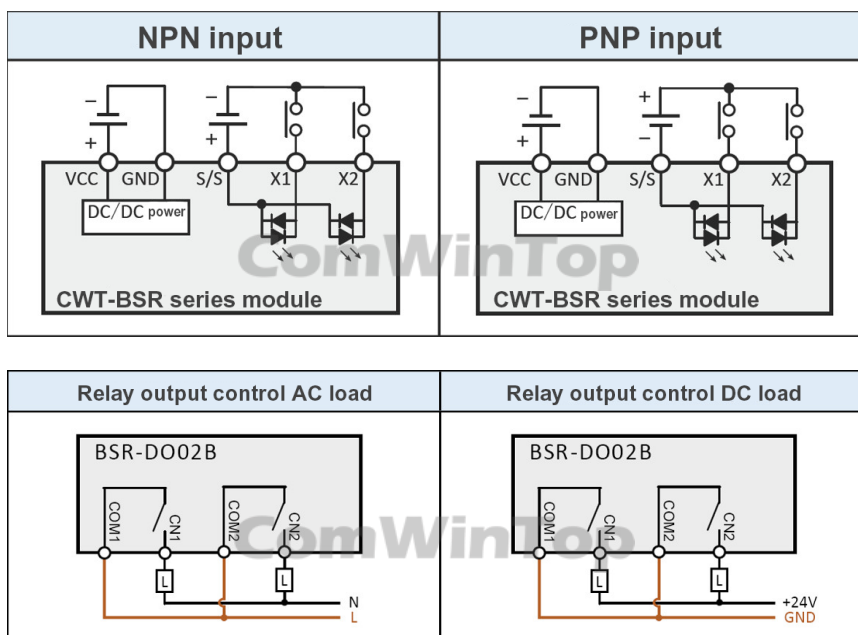 NPN input
PNP input
− − + +
VCC GND S/S X1 X2
DC/DC power
CWT-BSR series module
− + + −
VCC GND S/S X1 X2
DC/DC power
CWT-BSR series module
ComWinTop
Relay output control AC load
Relay output control DC load
BSR-DO02B
COM1 CN1 COM2 CN2
L L
N
L
BSR-DO02B
COM1 CN1 COM2 CN2
L L
+24V
GND
ComWinTop